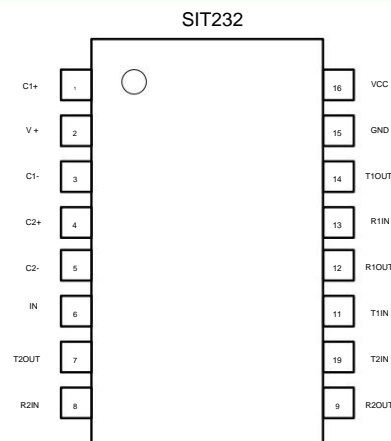 SIT232
C1+ 1 16 VCC
V + 2 15 GND
C1- 3 14 T1OUT
C2+ 4 13 R1IN
C2- 5 12 R1OUT
IN 6 11 T1IN
T2OUT 7 19 T2IN
R2IN 8 9 R2OUT